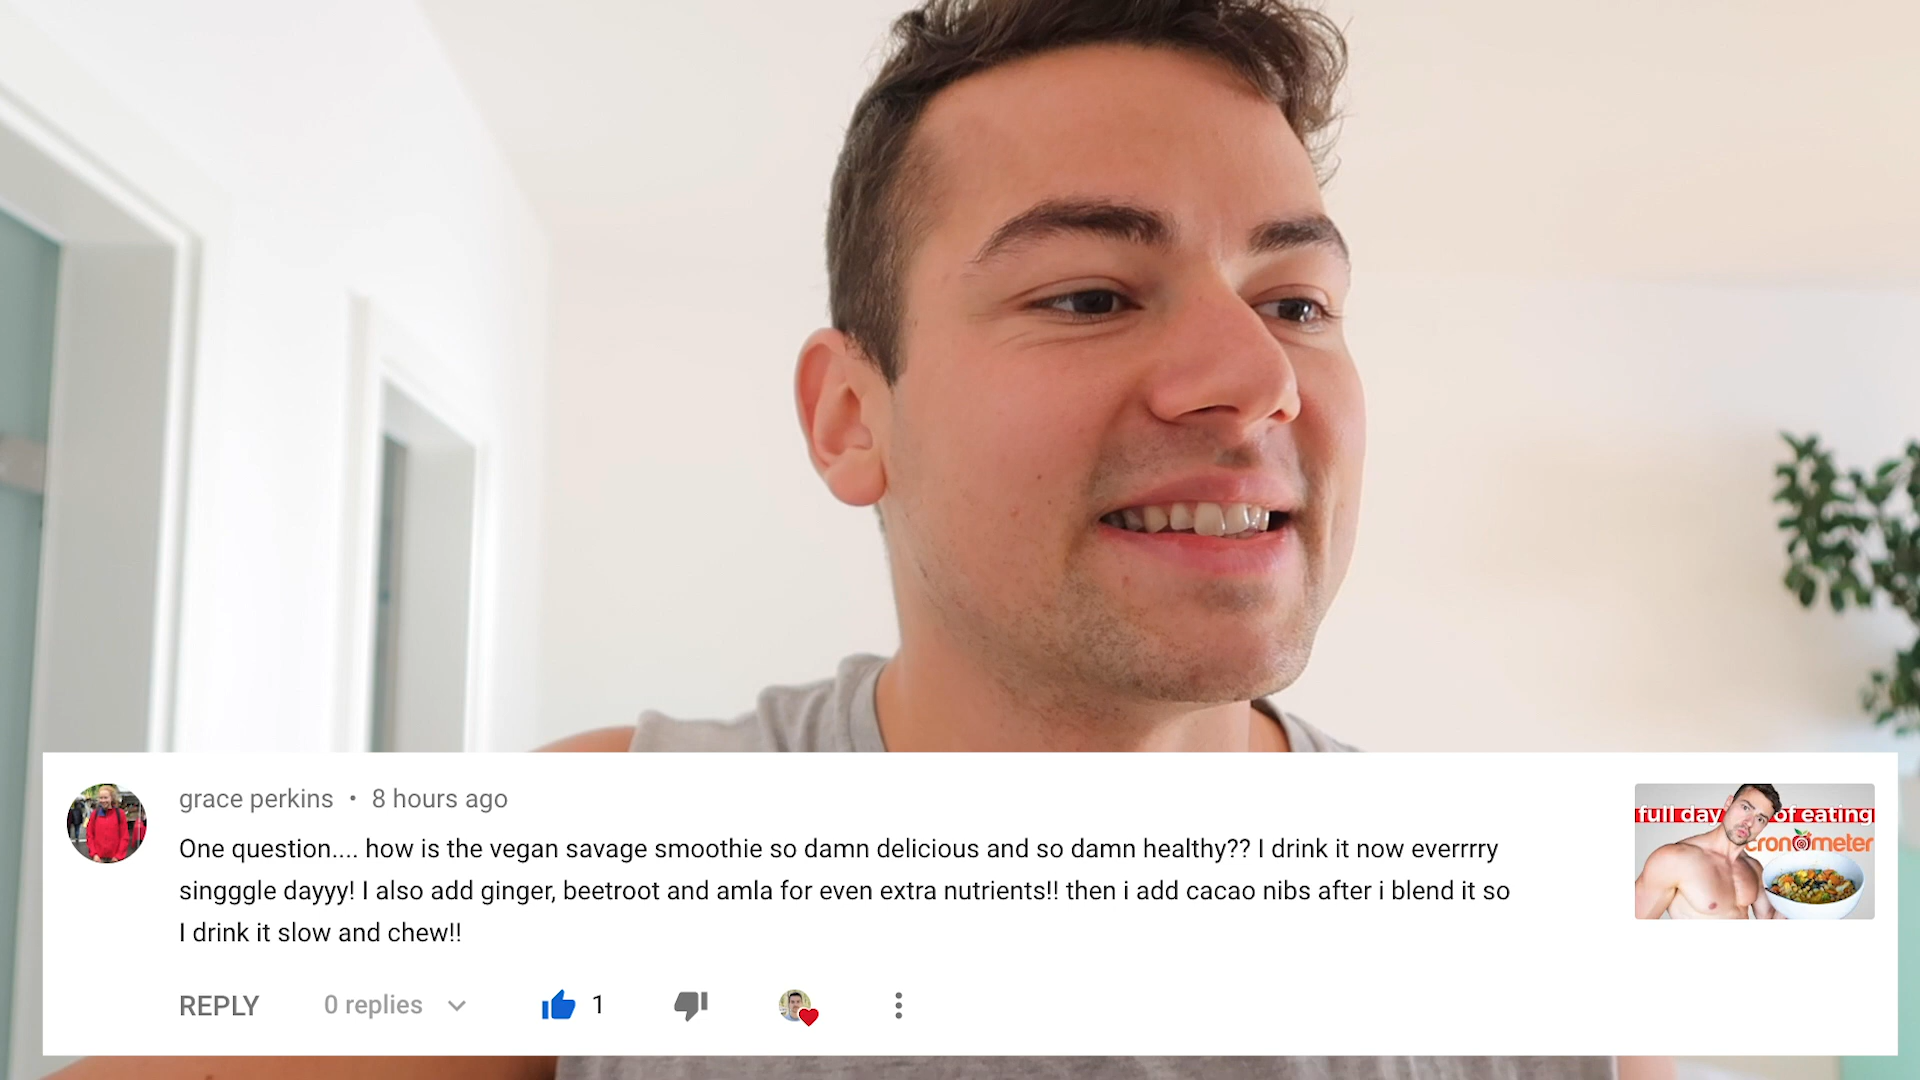 grace perkins • 8 hours ago
One question.... how is the vegan savage smoothie so damn delicious and so damn healthy?? I drink it now everrrry
singggle dayyy! I also add ginger, beetroot and amla for even extra nutrients!! then i add cacao nibs after i blend it so
I drink it slow and chew!!
REPLY 0 replies 1
full day of eating
cronometer